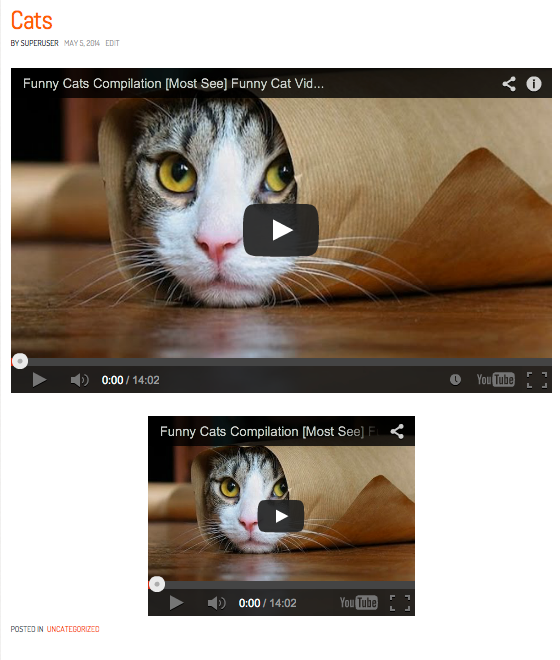 Cats
BY SUPERUSER MAY 5, 2014 EDIT
Funny Cats Compilation [Most See] Funny Cat Vid...
0:00 / 14:02 YouTube
Funny Cats Compilation [Most See] F
0:00 / 14:02 YouTube
POSTED IN UNCATEGORIZED